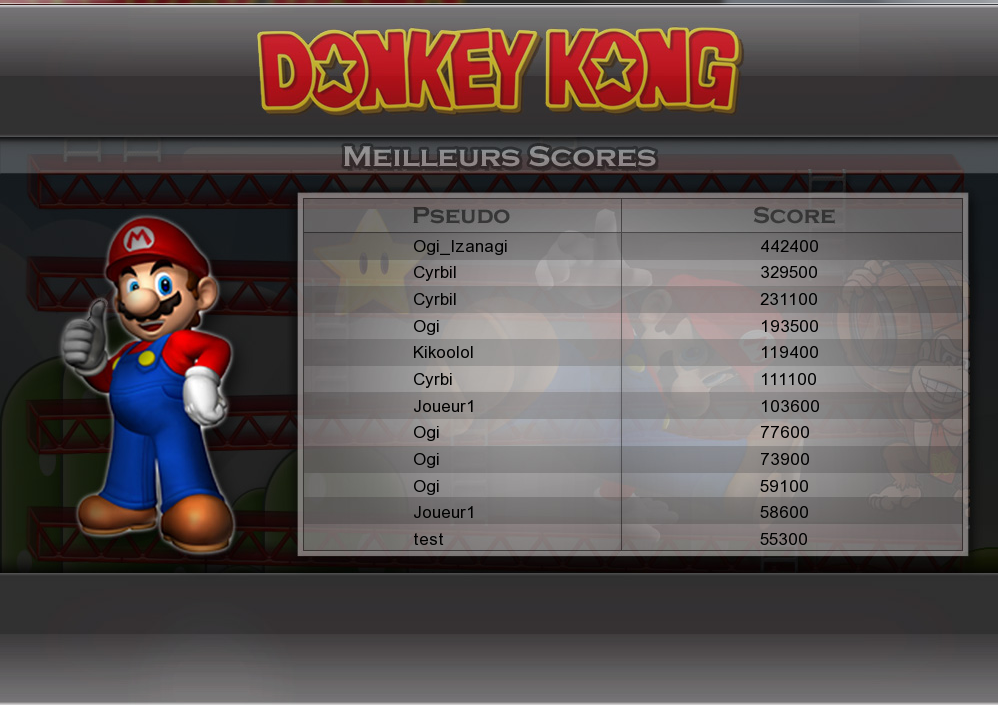 DONKEY KONG
Meilleurs Scores
Pseudo Score
Ogi_Izanagi 442400
Cyrbil 329500
Cyrbil 231100
Ogi 193500
Kikoolol 119400
Cyrbi 111100
Joueur1 103600
Ogi 77600
Ogi 73900
Ogi 59100
Joueur1 58600
test 55300